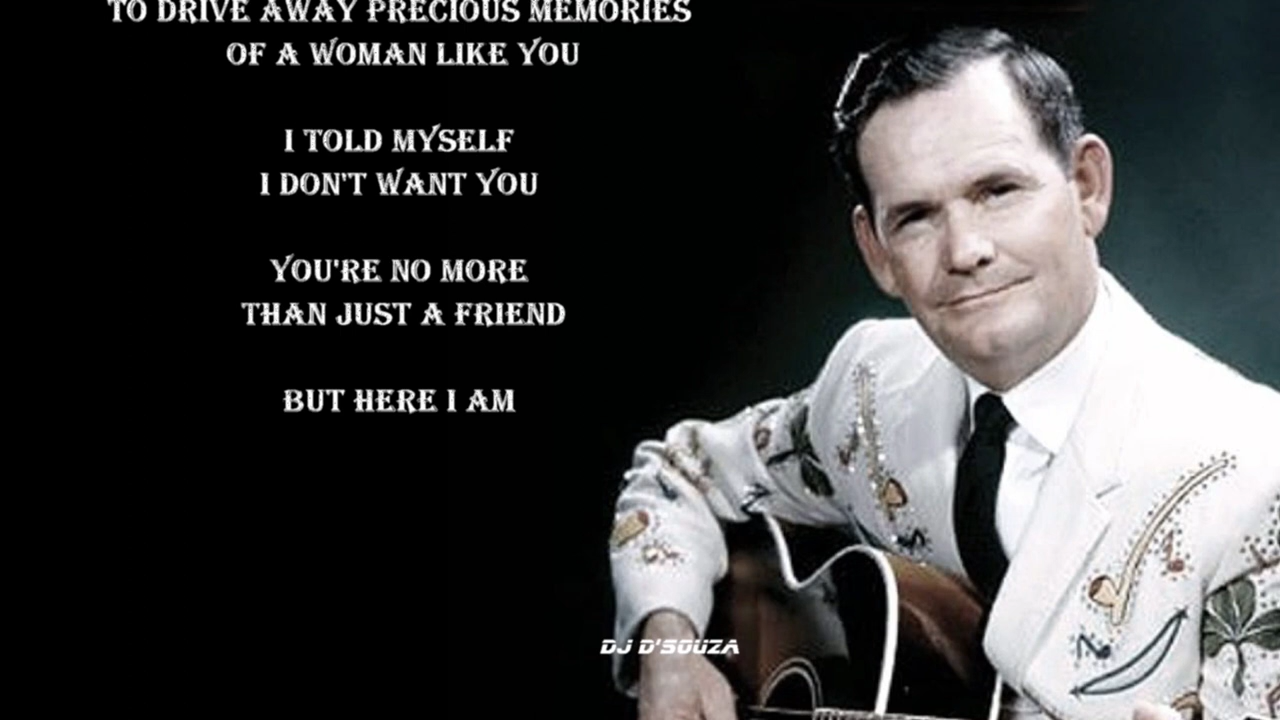 TO DRIVE AWAY PRECIOUS MEMORIES
OF A WOMAN LIKE YOU
I TOLD MYSELF
I DON'T WANT YOU
YOU'RE NO MORE
THAN JUST A FRIEND
BUT HERE I AM
DJ D'SOUZA